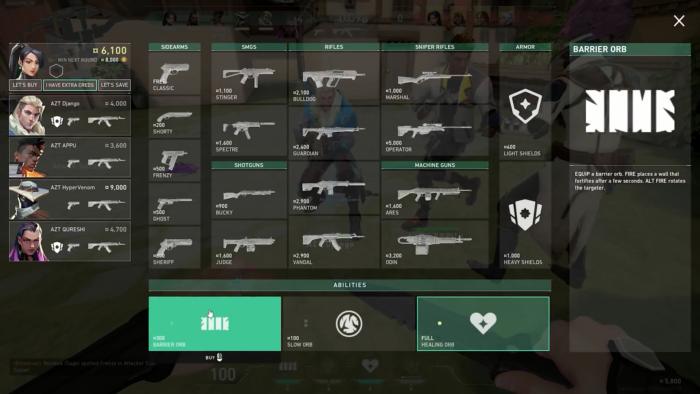 SIDEARMS
SMGS
RIFLES
SNIPER RIFLES
ARMOR
BARRIER ORB
¤ 6,100
MIN NEXT ROUND ¤ 8,000
LET'S BUY
I HAVE EXTRA CREDS
LET'S SAVE
AZT Django
¤ 4,000
AZT APPU
¤ 3,600
AZT HyperVenom
¤ 9,000
AZT QURESHI
¤ 4,700
FREE
CLASSIC
¤1,100
STINGER
¤2,100
BULLDOG
¤1,000
MARSHAL
¤200
SHORTY
¤1,600
SPECTRE
¤2,400
GUARDIAN
¤5,000
OPERATOR
¤400
LIGHT SHIELDS
SHOTGUNS
MACHINE GUNS
¤500
FRENZY
¤900
BUCKY
¤2,900
PHANTOM
¤1,600
ARES
¤500
GHOST
SHERIFF
¤1,600
JUDGE
¤2,900
VANDAL
¤3,200
ODIN
¤1,000
HEAVY SHIELDS
EQUIP a barrier orb. FIRE places a wall that
fortifies after a few seconds. ALT FIRE rotates
the targeter.
ABILITIES
¤300
BARRIER ORB
¤100
SLOW ORB
FULL
HEALING ORB
BUY
100
¤ 5,800